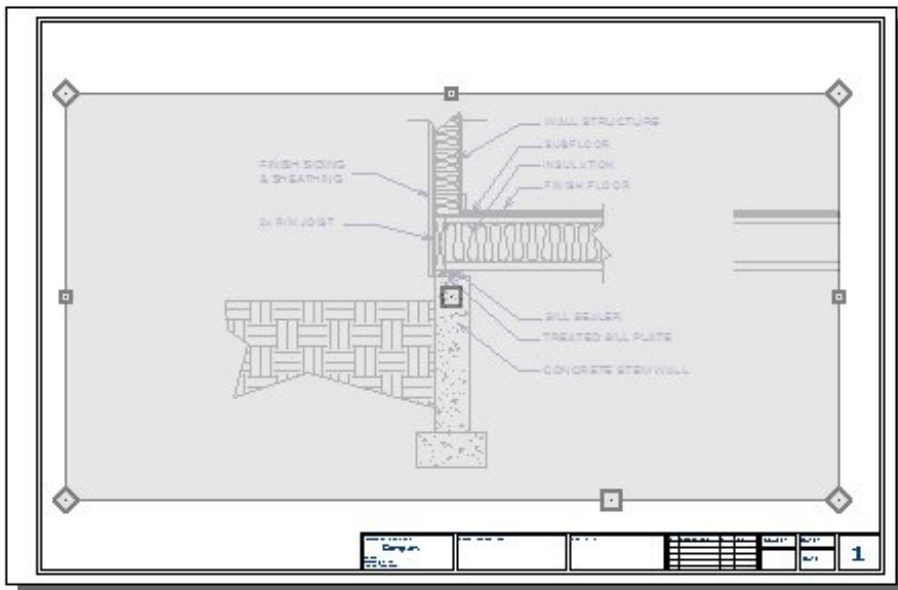 WALL STRUCTURE
SUBFLOOR
INSULATION
FINISH FLOOR
FINISH SIDING
& SHEATHING
2x RIM JOIST
SILL SEALER
TREATED SILL PLATE
CONCRETE STEM WALL
Company
1